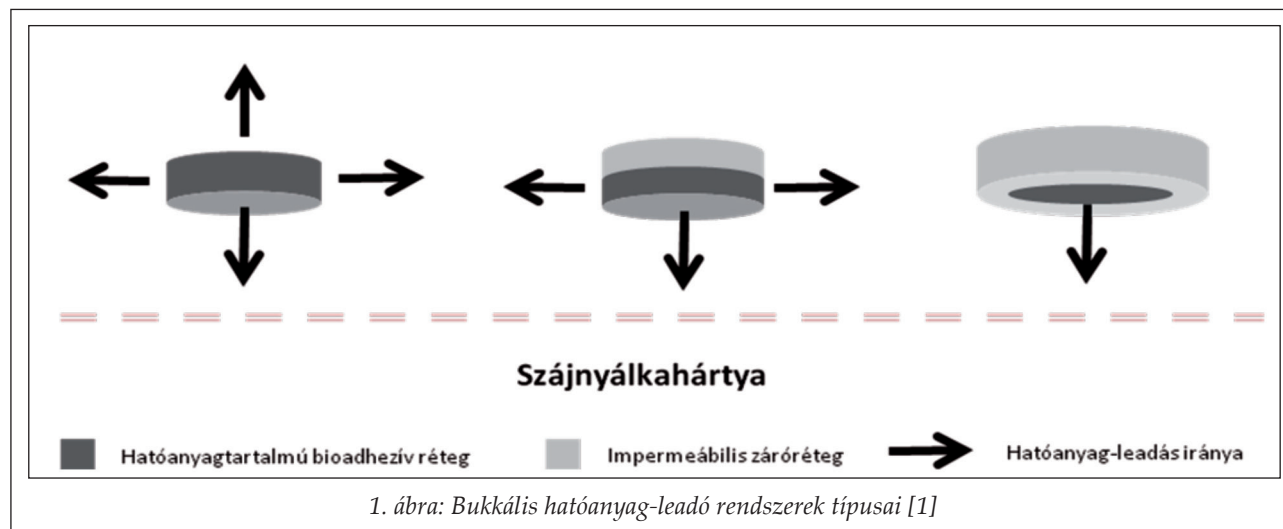 Szájnyálkahártya
Hatóanyagtartalmú bioadhezív réteg
Impermeábilis záróréteg
Hatóanyag-leadás iránya
1. ábra: Bukkális hatóanyag-leadó rendszerek típusai [1]